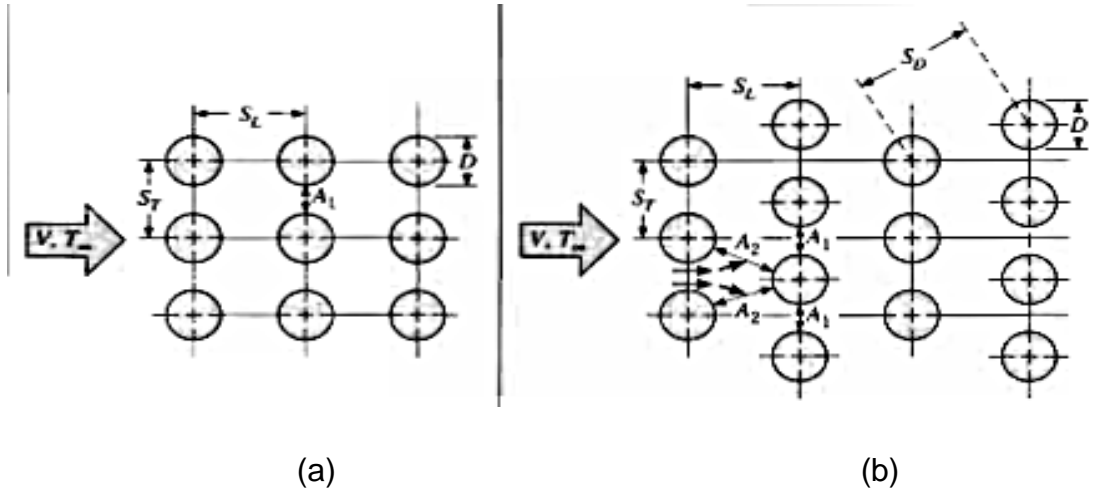 S_L
S_T
D
A_1
V, T_∞
(a)
S_D
S_L
D
S_T
A_2
A_1
V, T_∞
A_2
A_1
(b)